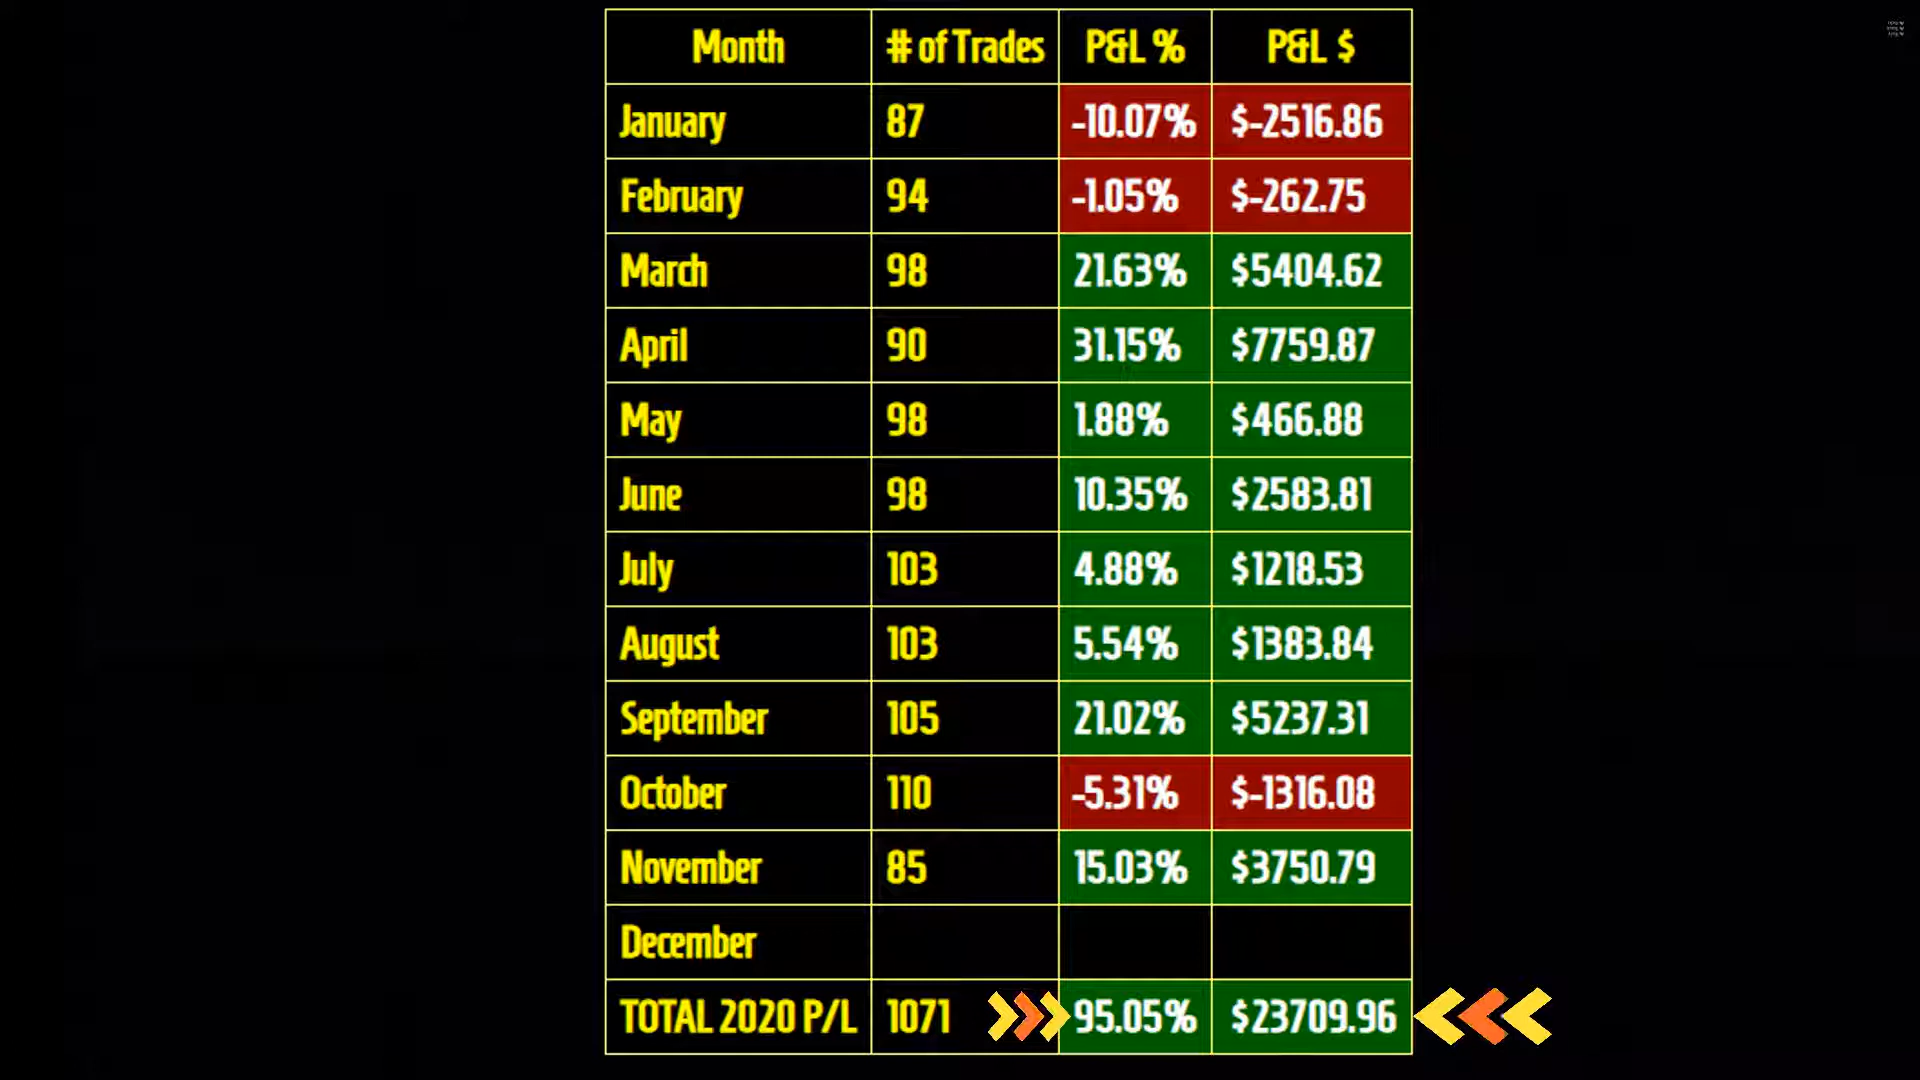 Month # of Trades P&L % P&L $
January 87 -10.07% $-2516.86
February 94 -1.05% $-262.75
March 98 21.63% $5404.62
April 90 31.15% $7759.87
May 98 1.88% $466.88
June 98 10.35% $2583.81
July 103 4.88% $1218.53
August 103 5.54% $1383.84
September 105 21.02% $5237.31
October 110 -5.31% $-1316.08
November 85 15.03% $3750.79
December
TOTAL 2020 P/L 1071 95.05% $23709.96